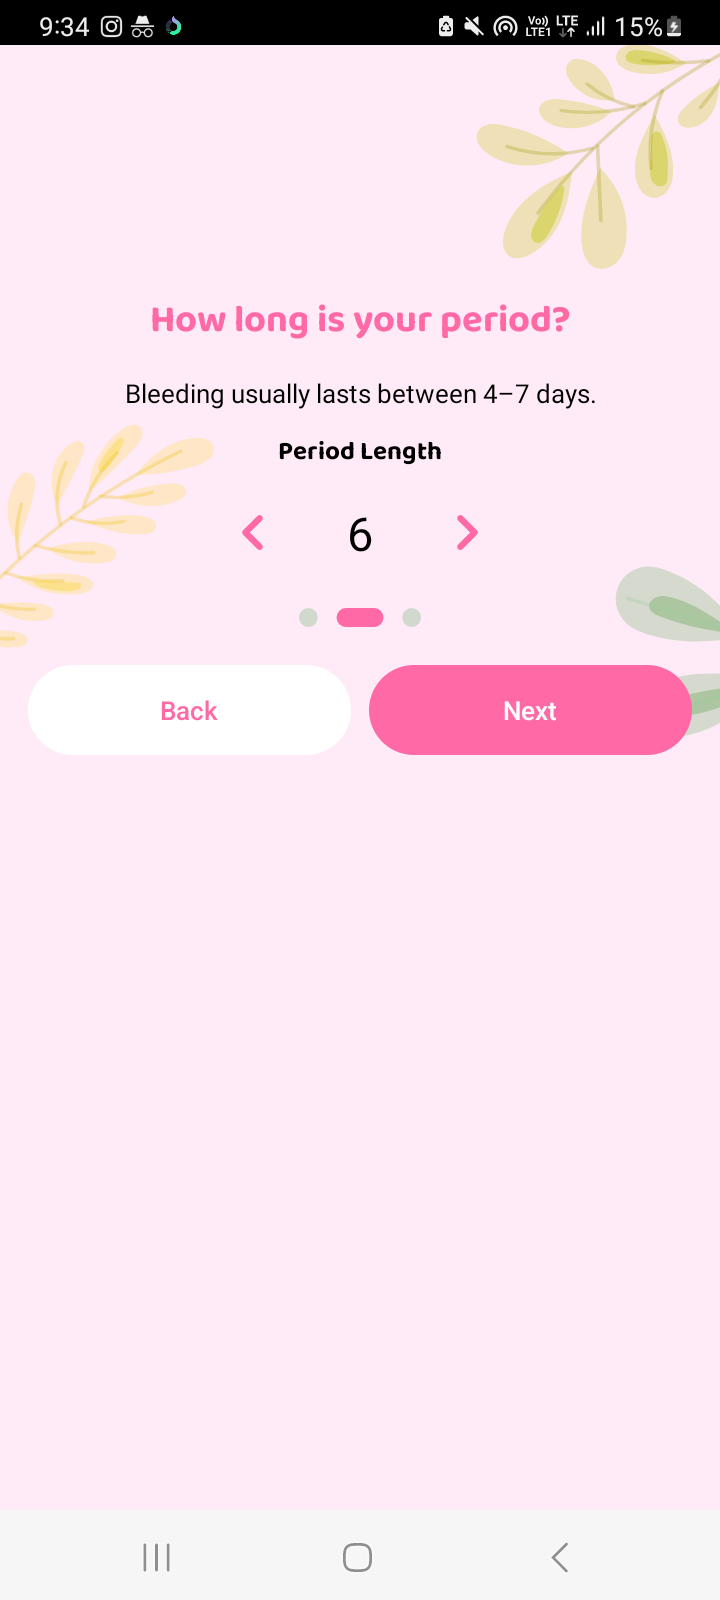 9:34 Vo)) LTE1 LTE 15%
How long is your period?
Bleeding usually lasts between 4–7 days.
Period Length
6
Back Next